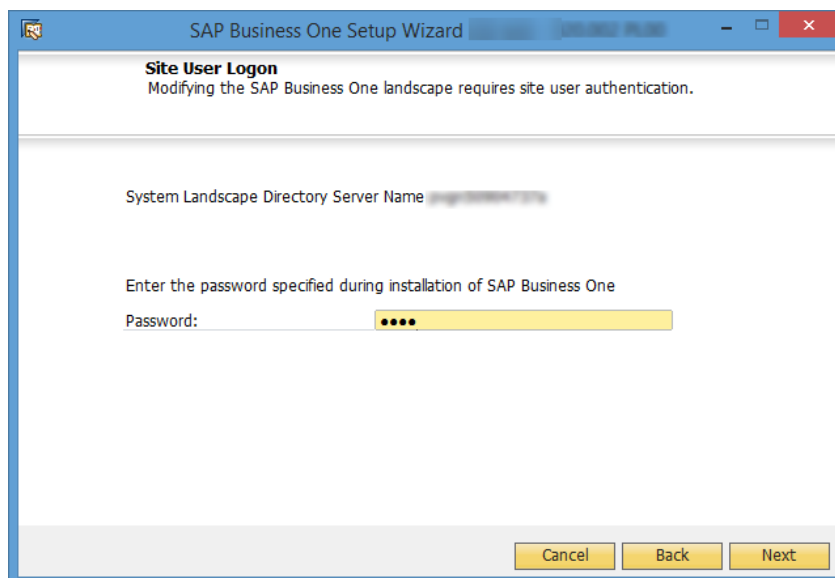 SAP Business One Setup Wizard
Site User Logon
Modifying the SAP Business One landscape requires site user authentication.
System Landscape Directory Server Name
Enter the password specified during installation of SAP Business One
Password: ••••
Cancel Back Next